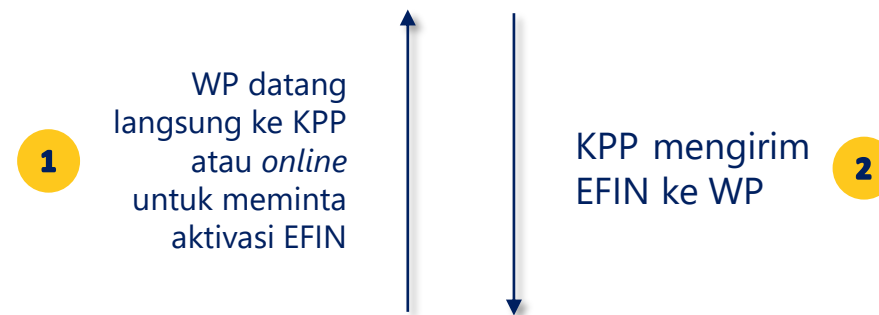 1
WP datang
langsung ke KPP
atau online
untuk meminta
aktivasi EFIN
KPP mengirim
EFIN ke WP
2